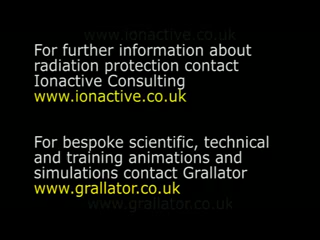 www.ionactive.co.uk
For further information about
radiation protection contact
Ionactive Consulting
www.ionactive.co.uk
For bespoke scientific, technical
and training animations and
simulations contact Grallator
www.grallator.co.uk
www.grallator.co.uk